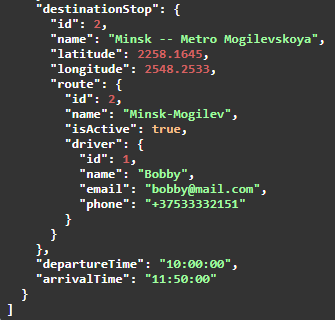 "destinationStop": {
"id": 2,
"name": "Minsk -- Metro Mogilevskoya",
"latitude": 2258.1645,
"longitude": 2548.2533,
"route": {
"id": 2,
"name": "Minsk-Mogilev",
"isActive": true,
"driver": {
"id": 1,
"name": "Bobby",
"email": "bobby@mail.com",
"phone": "+37533332151"
}
}
},
"departureTime": "10:00:00",
"arrivalTime": "11:50:00"
}
]